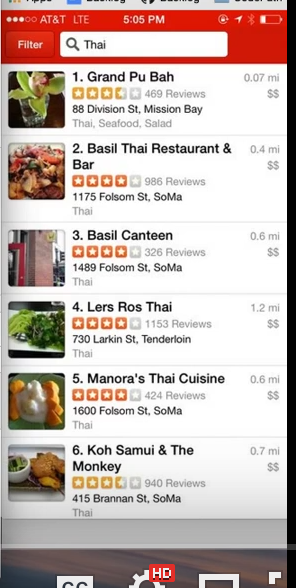 AT&T LTE 5:05 PM
Filter
Thai
1. Grand Pu Bah 0.07 mi
469 Reviews $$
88 Division St, Mission Bay
Thai, Seafood, Salad
2. Basil Thai Restaurant & 0.4 mi
Bar $$
986 Reviews
1175 Folsom St, SoMa
Thai
3. Basil Canteen 0.6 mi
326 Reviews $$
1489 Folsom St, SoMa
Thai
4. Lers Ros Thai 1.2 mi
1153 Reviews $$
730 Larkin St, Tenderloin
Thai
5. Manora's Thai Cuisine 0.6 mi
424 Reviews $$
1600 Folsom St, SoMa
Thai
6. Koh Samui & The 0.7 mi
Monkey $$
940 Reviews
415 Brannan St, SoMa
Thai
HD